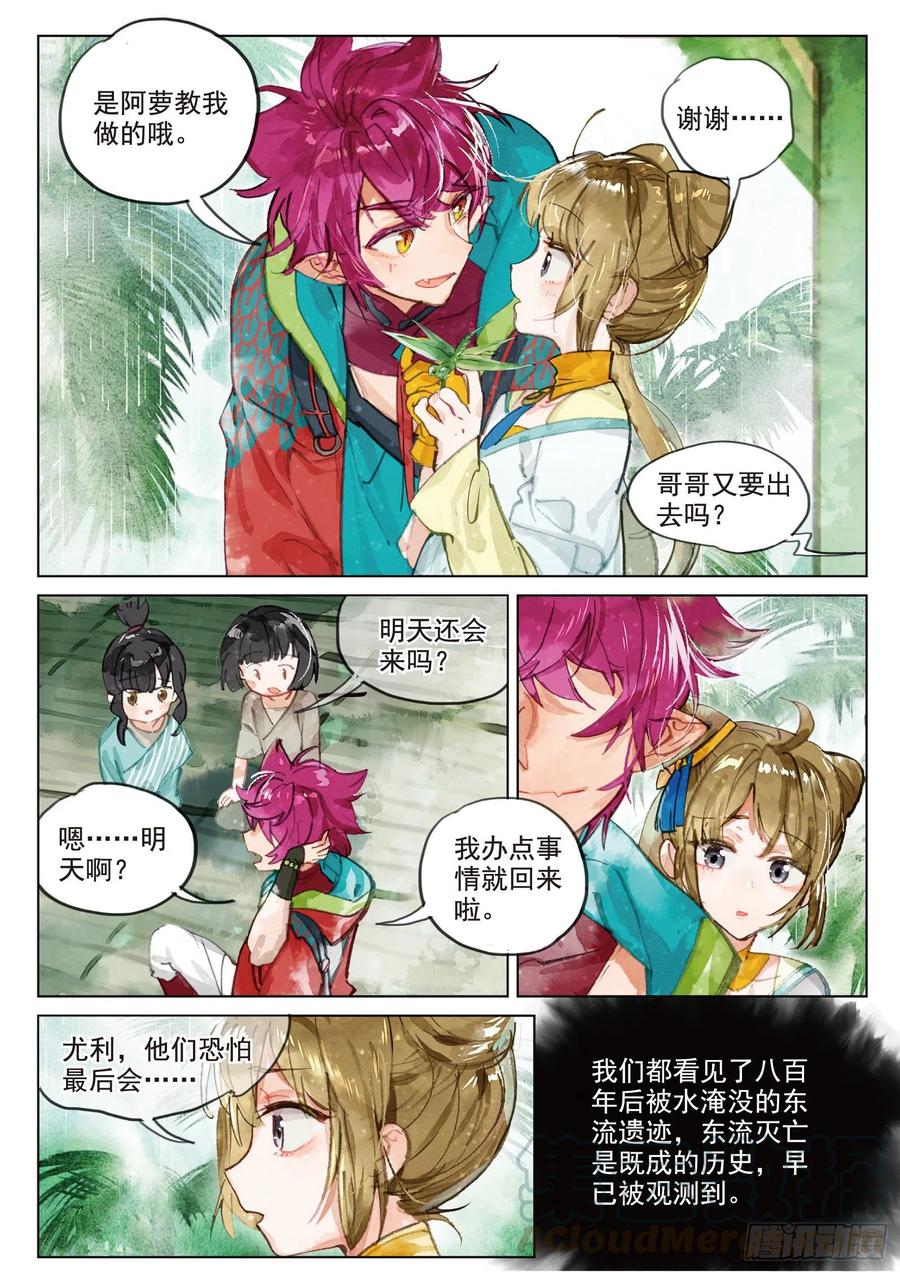 是阿萝教我
做的哦。
谢谢……
哥哥又要出
去吗？
明天还会
来吗？
嗯……明
天啊？
我办点事
情就回来
啦。
尤利，他们恐怕
最后会……
我们都看见了八百
年后被水淹没的东
流遗迹，东流灭亡
是既成的历史，早
已被观测到。
腾讯动漫